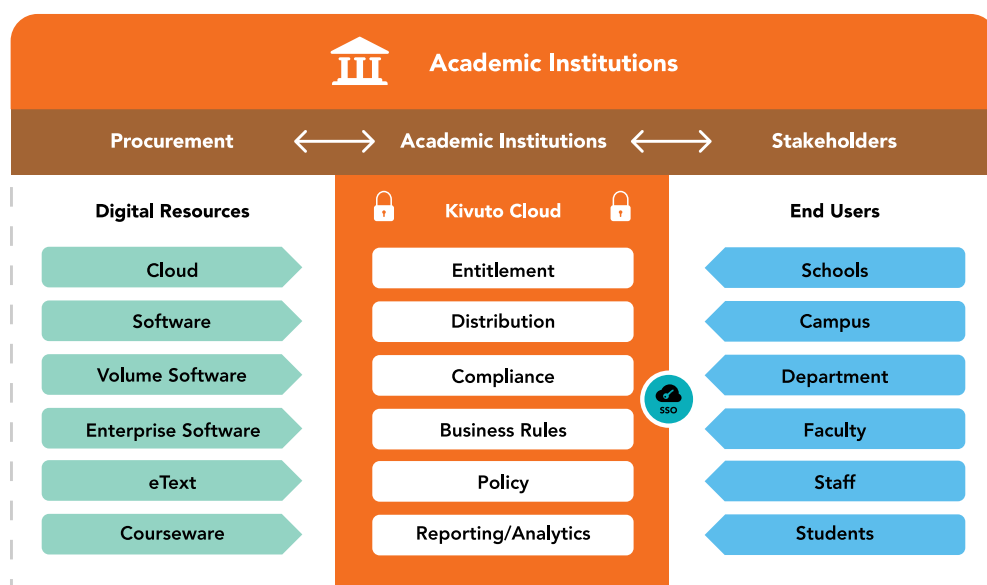 Academic Institutions
Procurement
Academic Institutions
Stakeholders
Digital Resources
Cloud
Software
Volume Software
Enterprise Software
eText
Courseware
Kivuto Cloud
Entitlement
Distribution
Compliance
Business Rules
Policy
Reporting/Analytics
SSO
End Users
Schools
Campus
Department
Faculty
Staff
Students